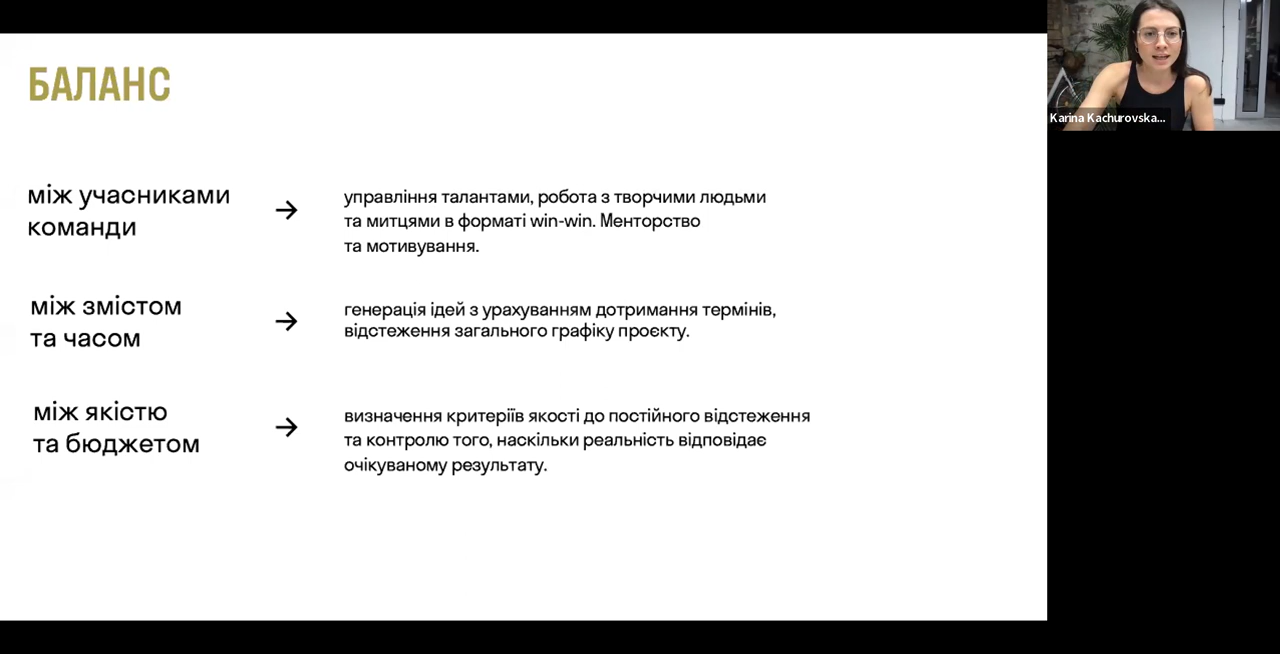 БАЛАНС
між учасниками
команди
→
управління талантами, робота з творчими людьми
та митцями в форматі win-win. Менторство
та мотивування.
між змістом
та часом
→
генерація ідей з урахуванням дотримання термінів,
відстеження загального графіку проєкту.
між якістю
та бюджетом
→
визначення критеріїв якості до постійного відстеження
та контролю того, наскільки реальність відповідає
очікуваному результату.
Karina Kachurovska...